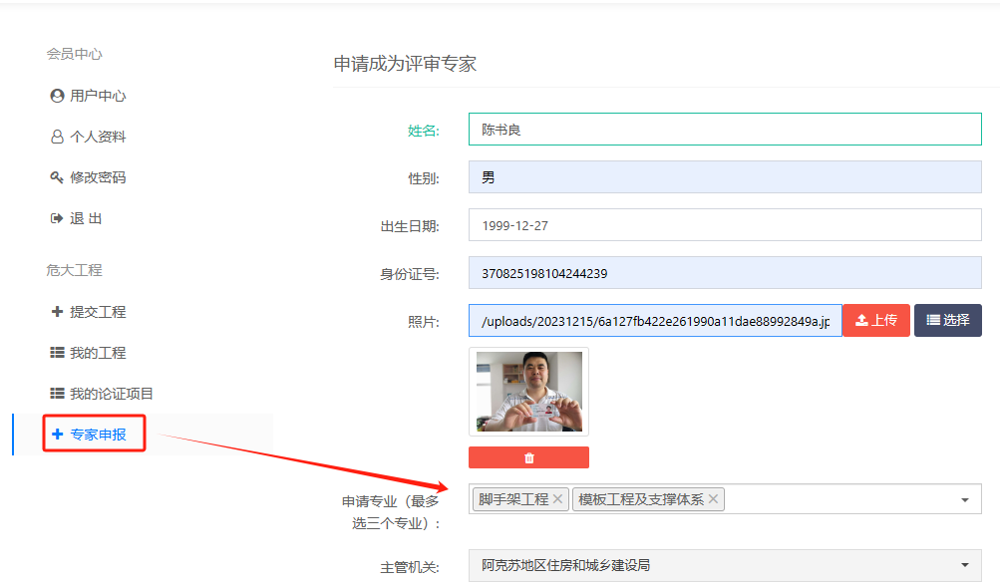 会员中心
用户中心
个人资料
修改密码
退 出
危大工程
提交工程
我的工程
我的论证项目
专家申报
申请成为评审专家
姓名: 陈书良
性别: 男
出生日期: 1999-12-27
身份证号: 370825198104244239
照片: /uploads/20231215/6a127fb422e261990a11dae88992849a.jp 上传 选择
申请专业（最多
选三个专业）: 脚手架工程 模板工程及支撑体系
主管机关: 阿克苏地区住房和城乡建设局